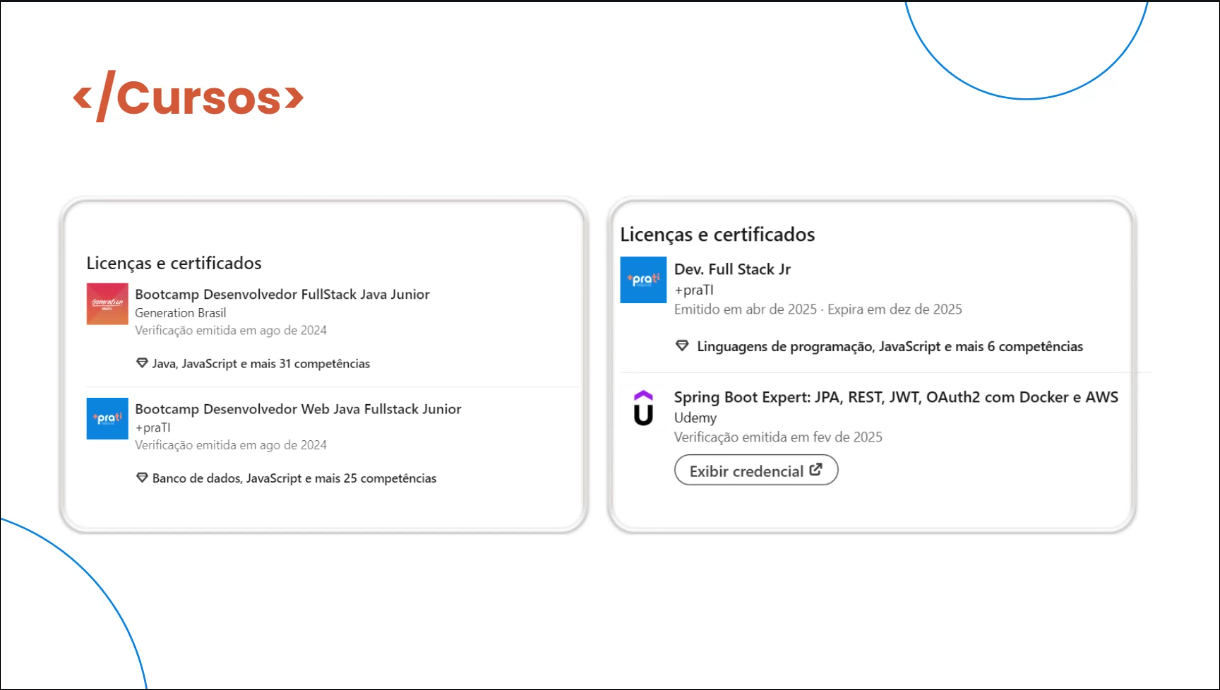 </Cursos>
Licenças e certificados
Generation
Bootcamp Desenvolvedor FullStack Java Junior
Generation Brasil
Verificação emitida em ago de 2024
Java, JavaScript e mais 31 competências
+praTI
Bootcamp Desenvolvedor Web Java Fullstack Junior
+praTI
Verificação emitida em ago de 2024
Banco de dados, JavaScript e mais 25 competências
Licenças e certificados
+praTI
Dev. Full Stack Jr
+praTI
Emitido em abr de 2025 · Expira em dez de 2025
Linguagens de programação, JavaScript e mais 6 competências
Spring Boot Expert: JPA, REST, JWT, OAuth2 com Docker e AWS
Udemy
Verificação emitida em fev de 2025
Exibir credencial